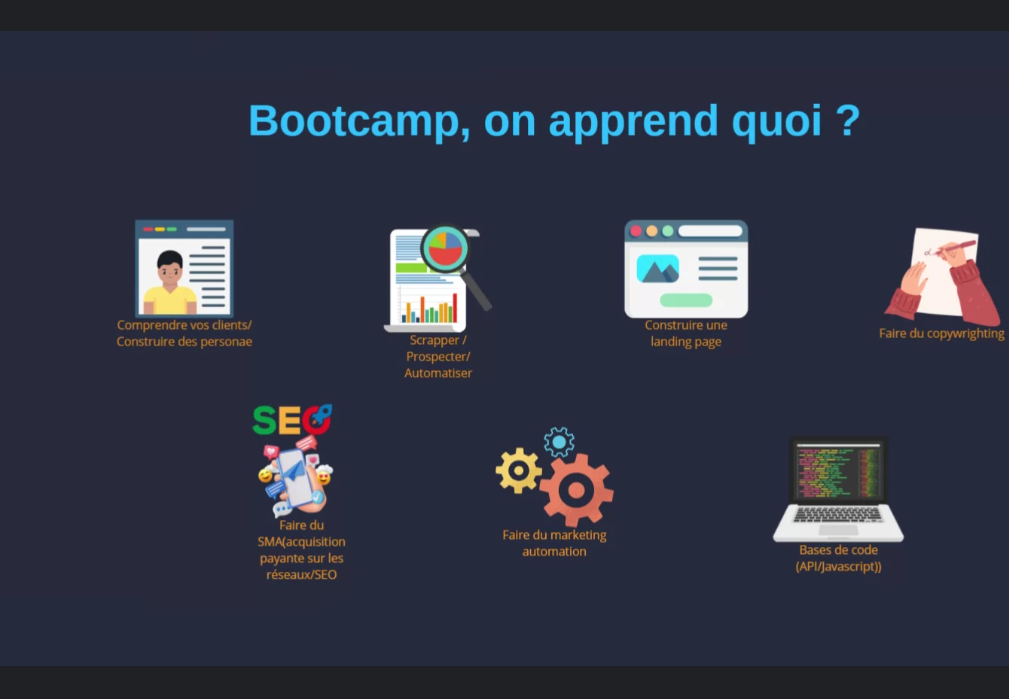 Bootcamp, on apprend quoi ?
Comprendre vos clients/
Construire des personae
Scrapper /
Prospecter/
Automatiser
Construire une
landing page
Faire du copywrighting
SEO
Faire du
SMA(acquisition
payante sur les
réseaux/SEO
Faire du marketing
automation
Bases de code
(API/Javascript))